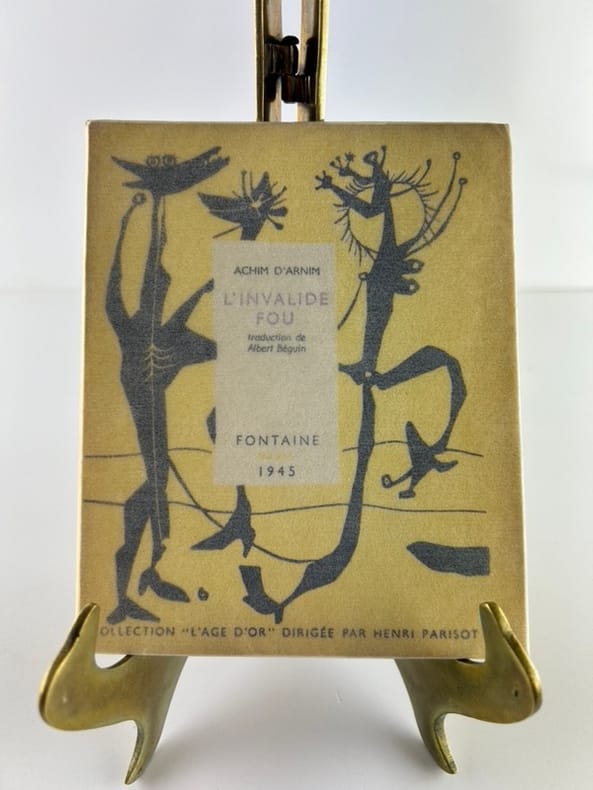 ACHIM D'ARNIM
L'INVALIDE
FOU
traduction de
Albert Béguin
FONTAINE
1945
OLLECTION "L'AGE D'OR" DIRIGÉE PAR HENRI PARISOT